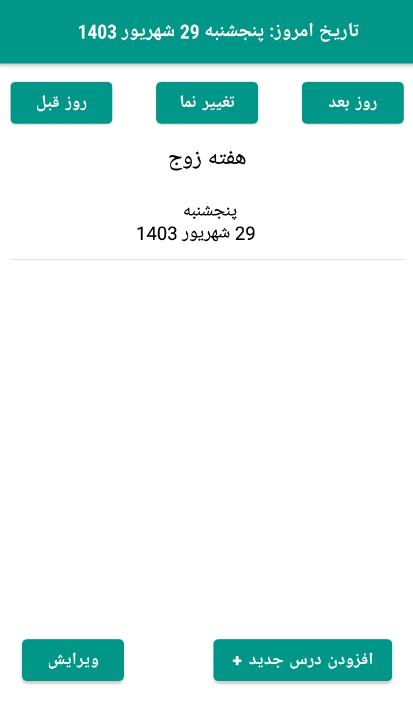 تاریخ امروز: پنجشنبه 29 شهریور 1403
روز بعد
تغییر نما
روز قبل
هفته زوج
پنجشنبه
29 شهریور 1403
افزودن درس جدید +
ویرایش